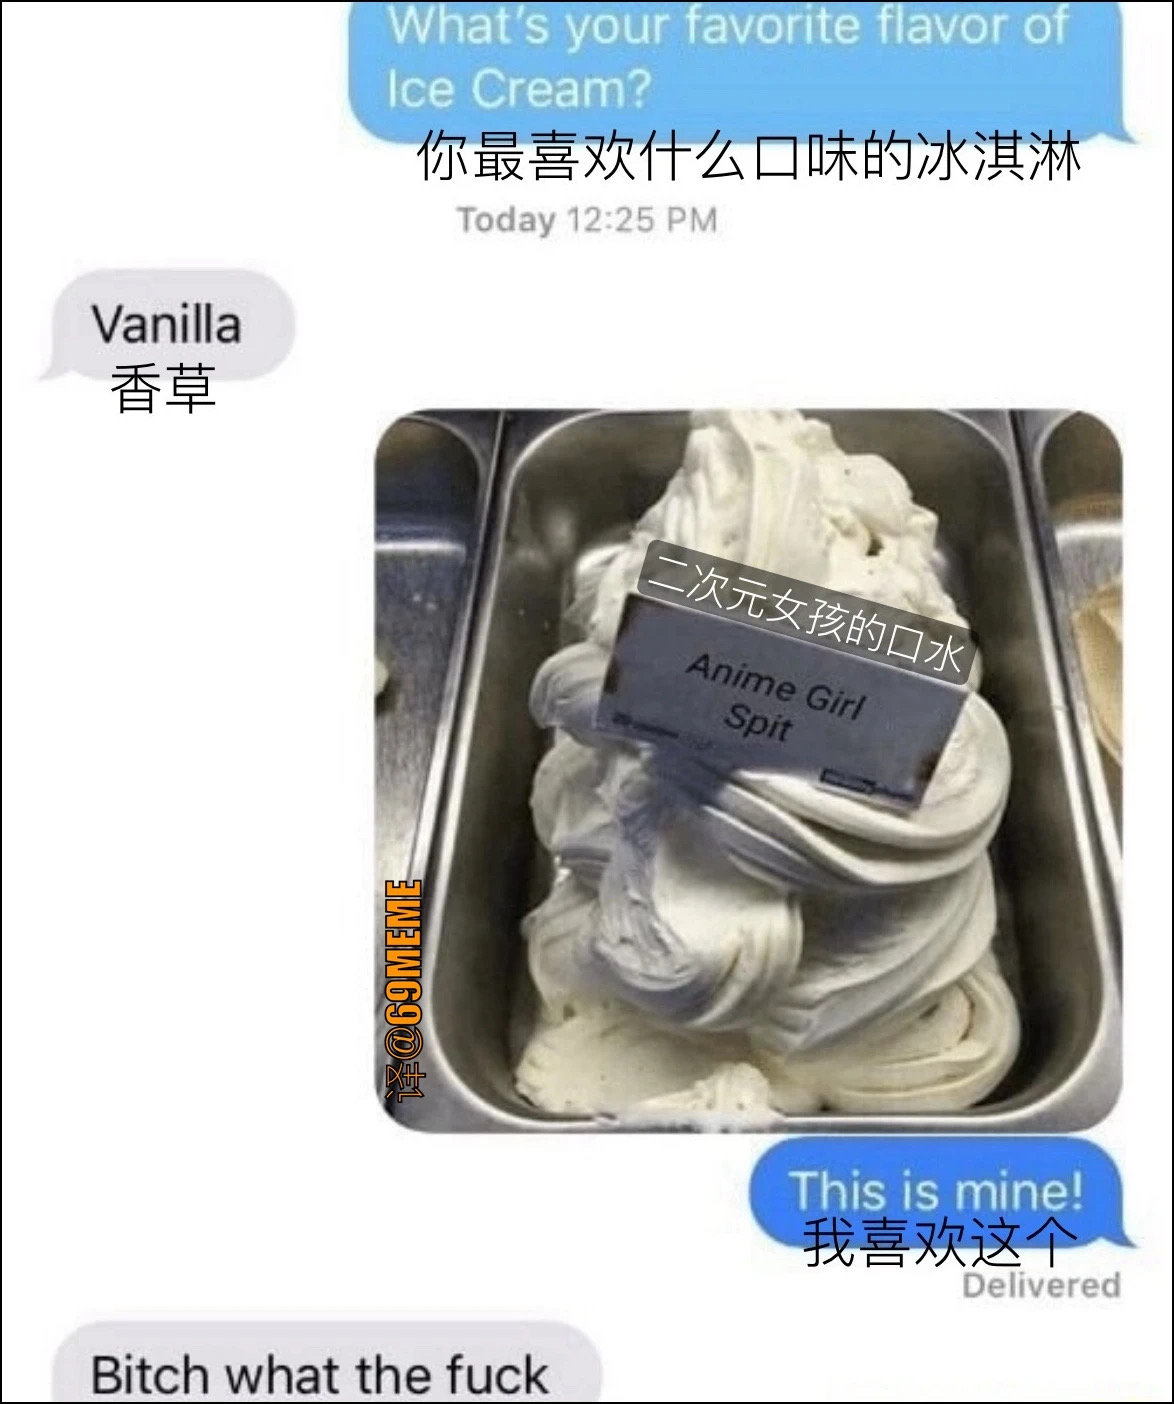 What's your favorite flavor of
Ice Cream?
你最喜欢什么口味的冰淇淋
Today 12:25 PM
Vanilla
香草
二次元女孩的口水
Anime Girl
Spit
译@69MEME
This is mine!
我喜欢这个
Delivered
Bitch what the fuck